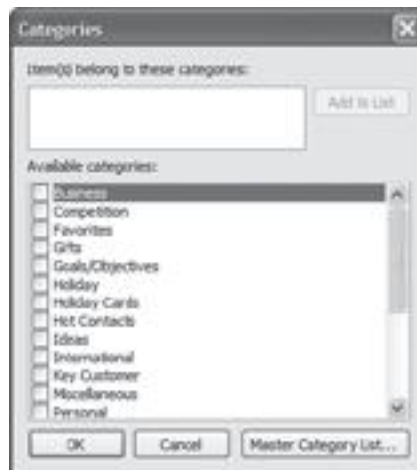 Categories
Item(s) belong to these categories:
Add to List
Available categories:
Business
Competition
Favorites
Gifts
Goals/Objectives
Holiday
Holiday Cards
Hot Contacts
Ideas
International
Key Customer
Miscellaneous
Personal
OK Cancel Master Category List...